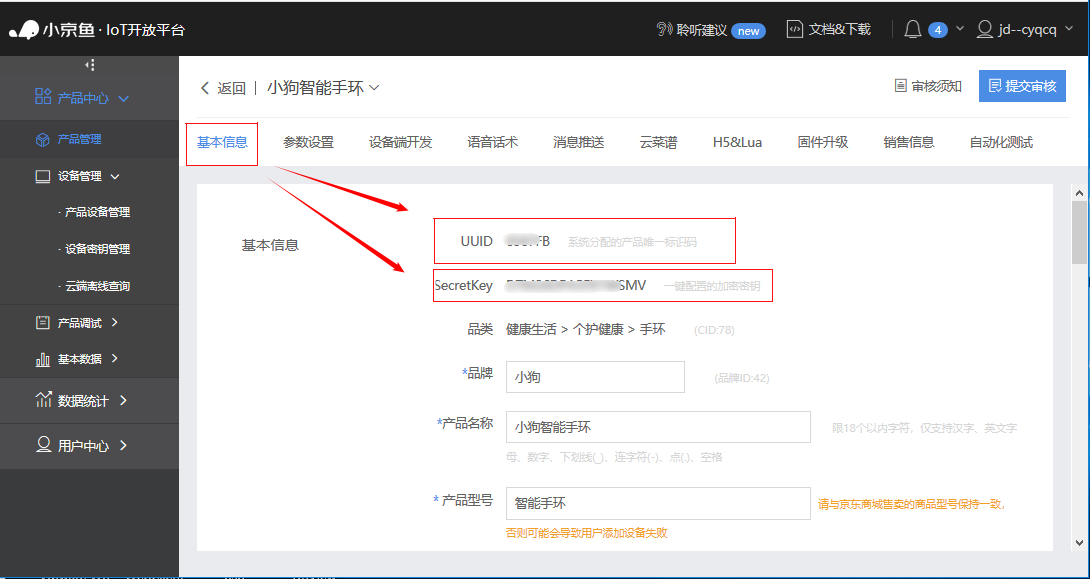 小京鱼·IoT开放平台
聆听建议 new
文档&下载
4
jd--cyqcq
产品中心
产品管理
设备管理
· 产品设备管理
· 设备密钥管理
· 云端离线查询
产品调试
基本数据
数据统计
用户中心
返回 | 小狗智能手环
审核须知
提交审核
基本信息 参数设置 设备端开发 语音话术 消息推送 云菜谱 H5&Lua 固件升级 销售信息 自动化测试
基本信息
UUID FB 系统分配的产品唯一标识码
SecretKey SMV 一键配置的加密密钥
品类 健康生活 > 个护健康 > 手环 (CID:78)
*品牌 小狗 (品牌ID:42)
*产品名称 小狗智能手环 限18个以内字符，仅支持汉字、英文字
母、数字、下划线(_)、连字符(-)、点(.)、空格
* 产品型号 智能手环 请与京东商城售卖的商品型号保持一致，
否则可能会导致用户添加设备失败